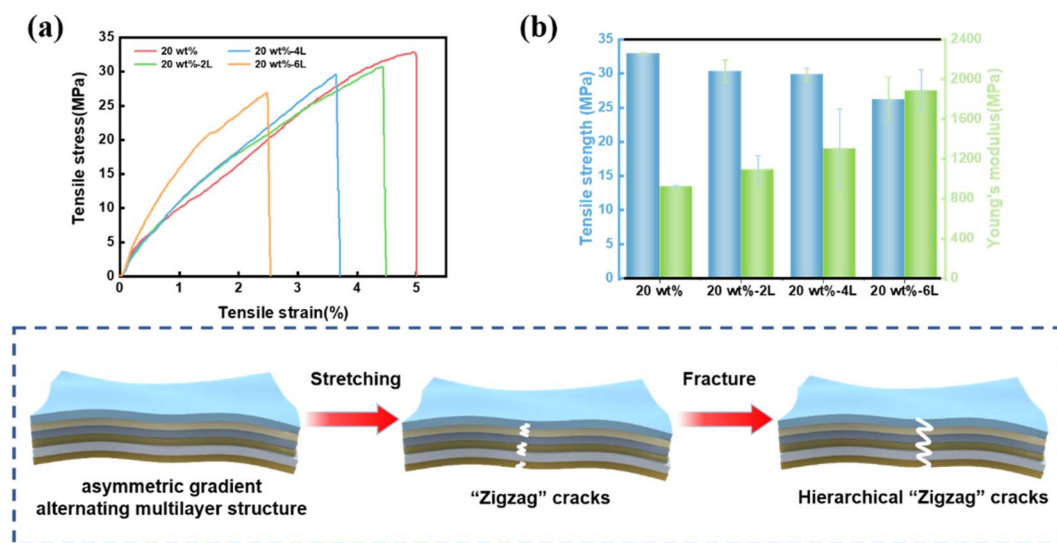 (a)
35
30
25
20
15
10
5
0
Tensile stress(MPa)
20 wt% 20 wt%-4L
20 wt%-2L 20 wt%-6L
0 1 2 3 4 5
Tensile strain(%)
(b)
35
30
25
20
15
10
5
0
Tensile strength (MPa)
2400
2000
1600
1200
800
400
0
Young's modulus(MPa)
20 wt% 20 wt%-2L 20 wt%-4L 20 wt%-6L
Stretching Fracture
asymmetric gradient
alternating multilayer structure
“Zigzag” cracks
Hierarchical “Zigzag” cracks